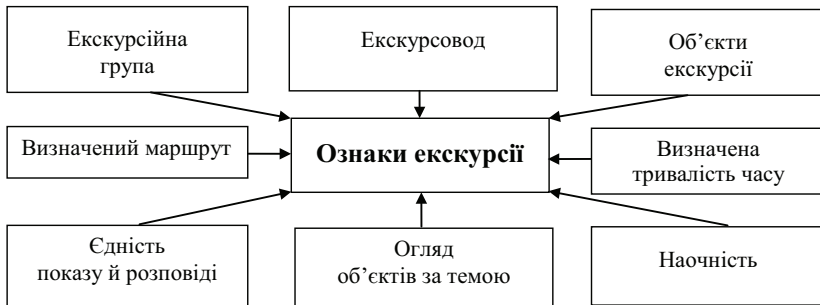 Екскурсійна
група
Екскурсовод
Об’єкти
екскурсії
Визначений маршрут
Ознаки екскурсії
Визначена
тривалість часу
Єдність
показу й розповіді
Огляд
об’єктів за темою
Наочність